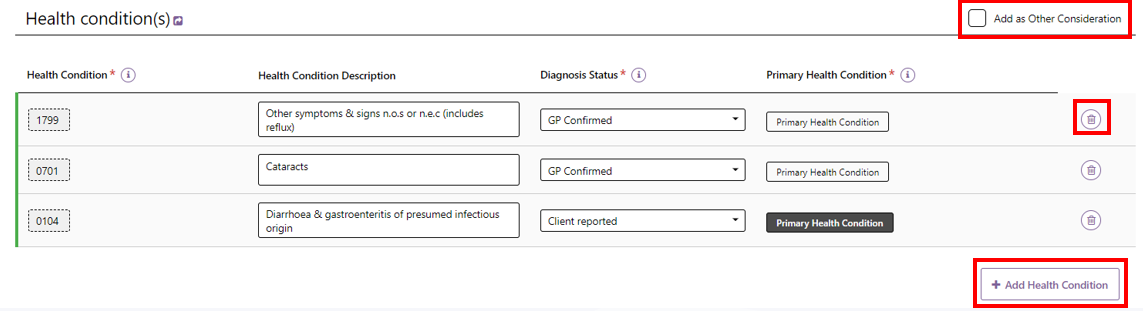 Health condition(s)
Add as Other Consideration
Health Condition *
Health Condition Description
Diagnosis Status *
Primary Health Condition *
1799
Other symptoms & signs n.o.s or n.e.c (includes
reflux)
GP Confirmed
Primary Health Condition
0701
Cataracts
GP Confirmed
Primary Health Condition
0104
Diarrhoea & gastroenteritis of presumed infectious
origin
Client reported
Primary Health Condition
+ Add Health Condition